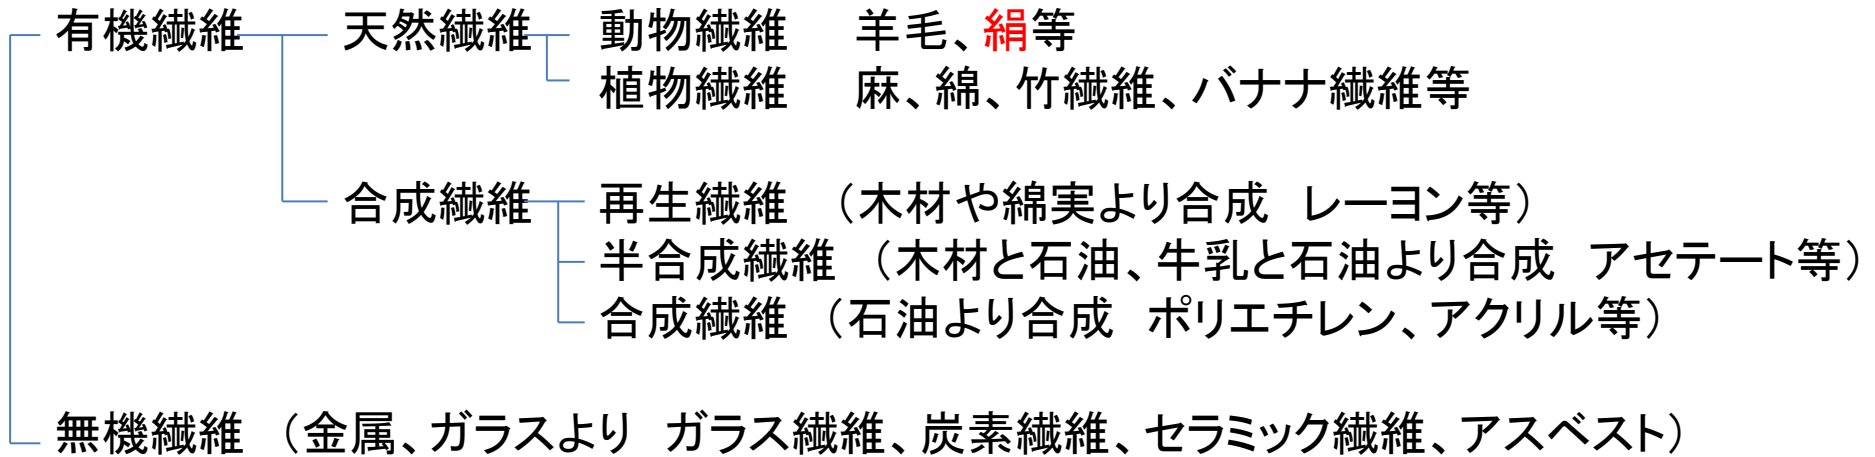 有機繊維 天然繊維 動物繊維 羊毛、絹等
植物繊維 麻、綿、竹繊維、バナナ繊維等
合成繊維 再生繊維 （木材や綿実より合成 レーヨン等）
半合成繊維 （木材と石油、牛乳と石油より合成 アセテート等）
合成繊維 （石油より合成 ポリエチレン、アクリル等）
無機繊維 （金属、ガラスより ガラス繊維、炭素繊維、セラミック繊維、アスベスト）